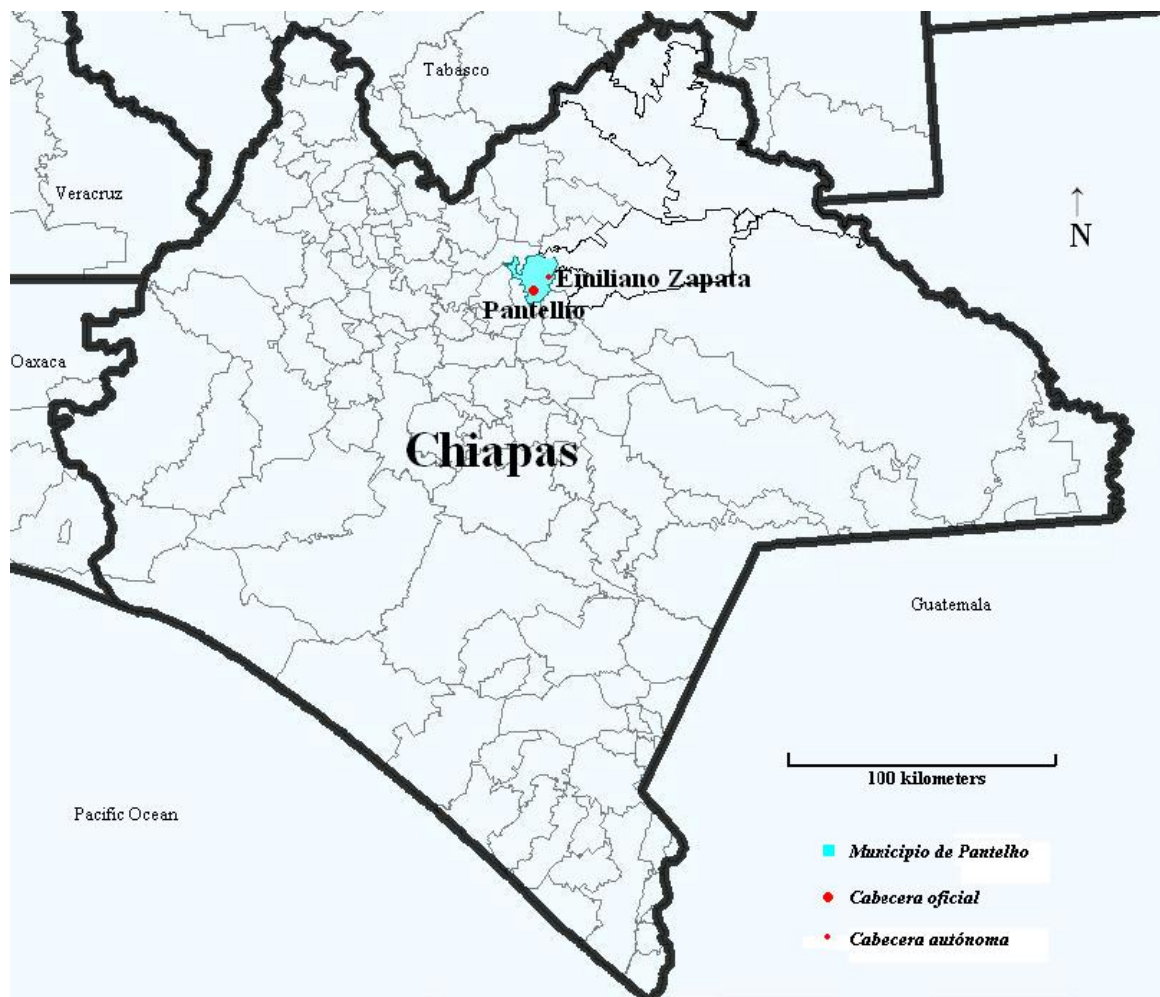 Tabasco
Veracruz
N
Emiliano Zapata
Pantelho
Oaxaca
Chiapas
Guatemala
100 kilometers
Pacific Ocean
Municipio de Pantelho
Cabecera oficial
Cabecera autónoma